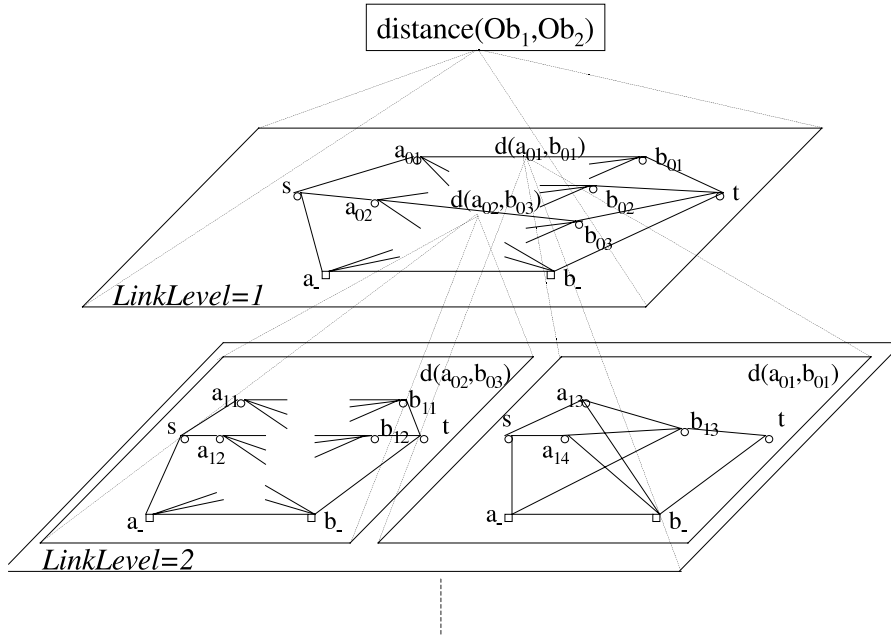 distance(Ob₁,Ob₂)
a₀₁ d(a₀₁,b₀₁) b₀₁
s a₀₂ d(a₀₂,b₀₃) b₀₂ t
b₀₃
a₋ b₋
LinkLevel=1
d(a₀₂,b₀₃) d(a₀₁,b₀₁)
a₁₁ b₁₁ a₁₃
s a₁₂ b₁₂ t s a₁₄ b₁₃ t
a₋ b₋ a₋ b₋
LinkLevel=2